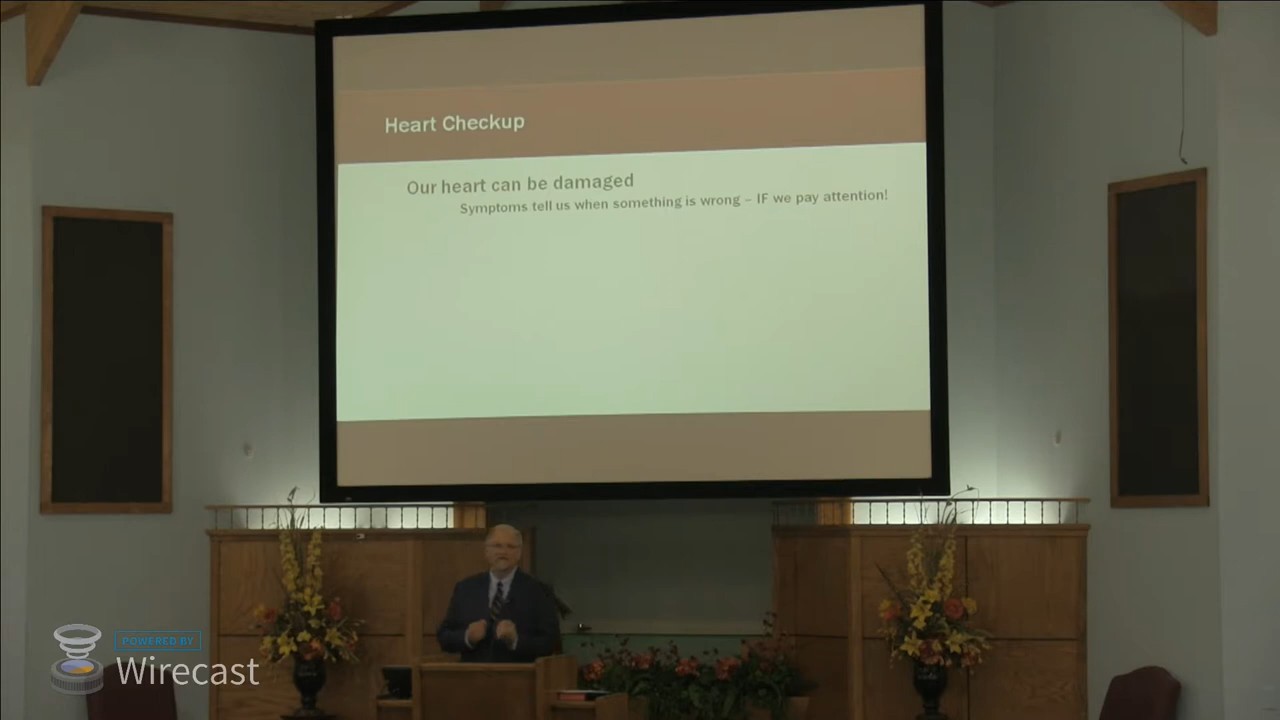 Heart Checkup
Our heart can be damaged
Symptoms tell us when something is wrong – IF we pay attention!
POWERED BY
Wirecast